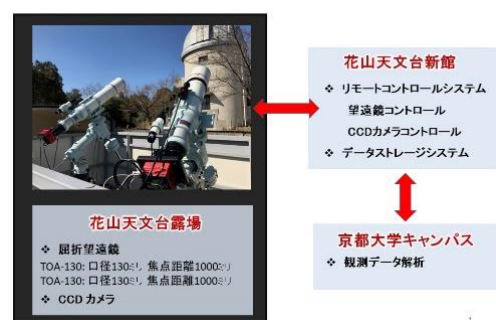 花山天文台露場
❖ 屈折望遠鏡
TOA-130: 口径130ミリ, 焦点距離1000ミリ
TOA-130: 口径130ミリ, 焦点距離1000ミリ
❖ CCD カメラ
花山天文台新館
❖ リモートコントロールシステム
望遠鏡コントロール
CCDカメラコントロール
❖ データストレージシステム
京都大学キャンパス
❖ 観測データ解析